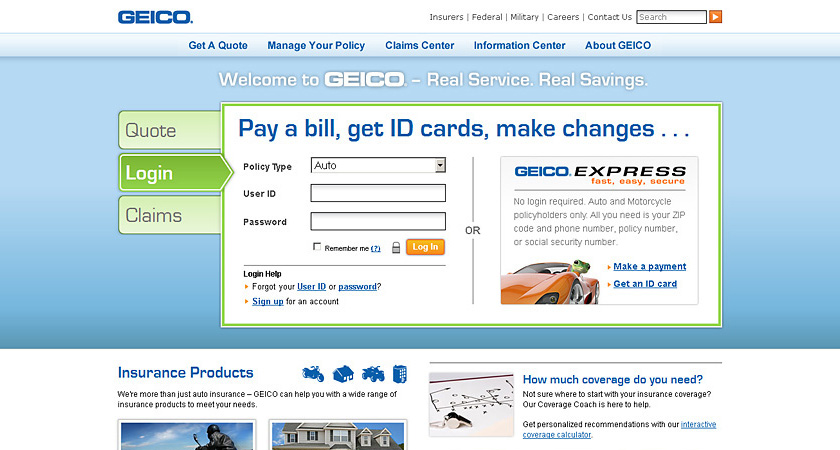 GEICO.
Insurers | Federal | Military | Careers | Contact Us
Search
Get A Quote
Manage Your Policy
Claims Center
Information Center
About GEICO
Welcome to GEICO. – Real Service. Real Savings.
Quote
Login
Claims
Pay a bill, get ID cards, make changes . . .
Policy Type
Auto
User ID
Password
Remember me (?)
Log In
Login Help
Forgot your User ID or password?
Sign up for an account
OR
GEICO. EXPRESS
fast, easy, secure
No login required. Auto and Motorcycle
policyholders only. All you need is your ZIP
code and phone number, policy number,
or social security number.
Make a payment
Get an ID card
Insurance Products
We're more than just auto insurance – GEICO can help you with a wide range of
insurance products to meet your needs.
How much coverage do you need?
Not sure where to start with your insurance coverage?
Our Coverage Coach is here to help.
Get personalized recommendations with our interactive
coverage calculator.